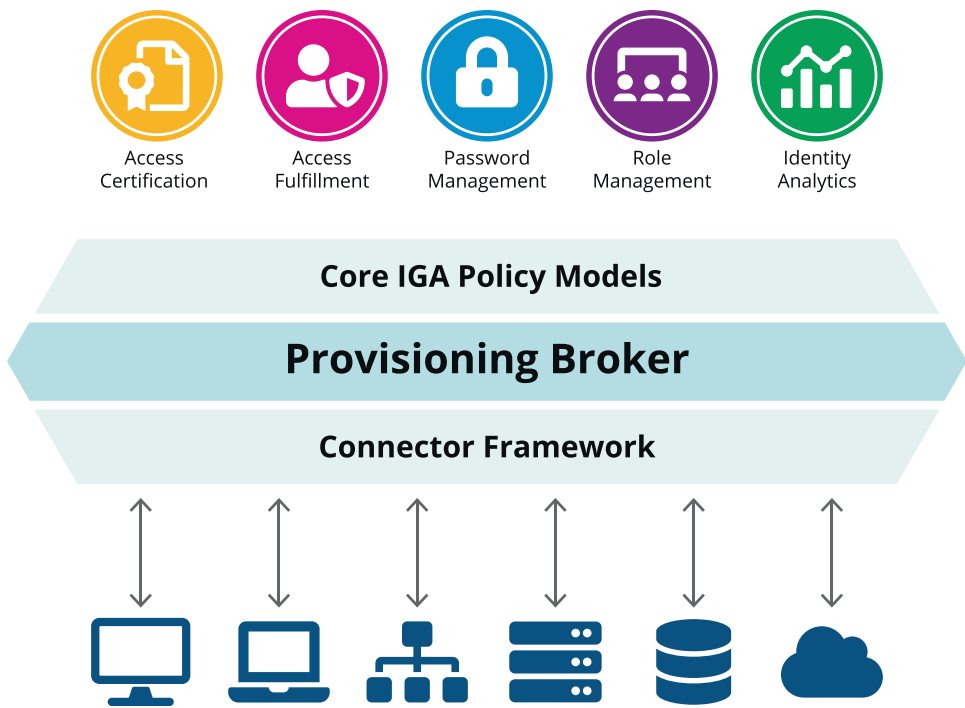 Access
Certification
Access
Fulfillment
Password
Management
Role
Management
Identity
Analytics
Core IGA Policy Models
Provisioning Broker
Connector Framework